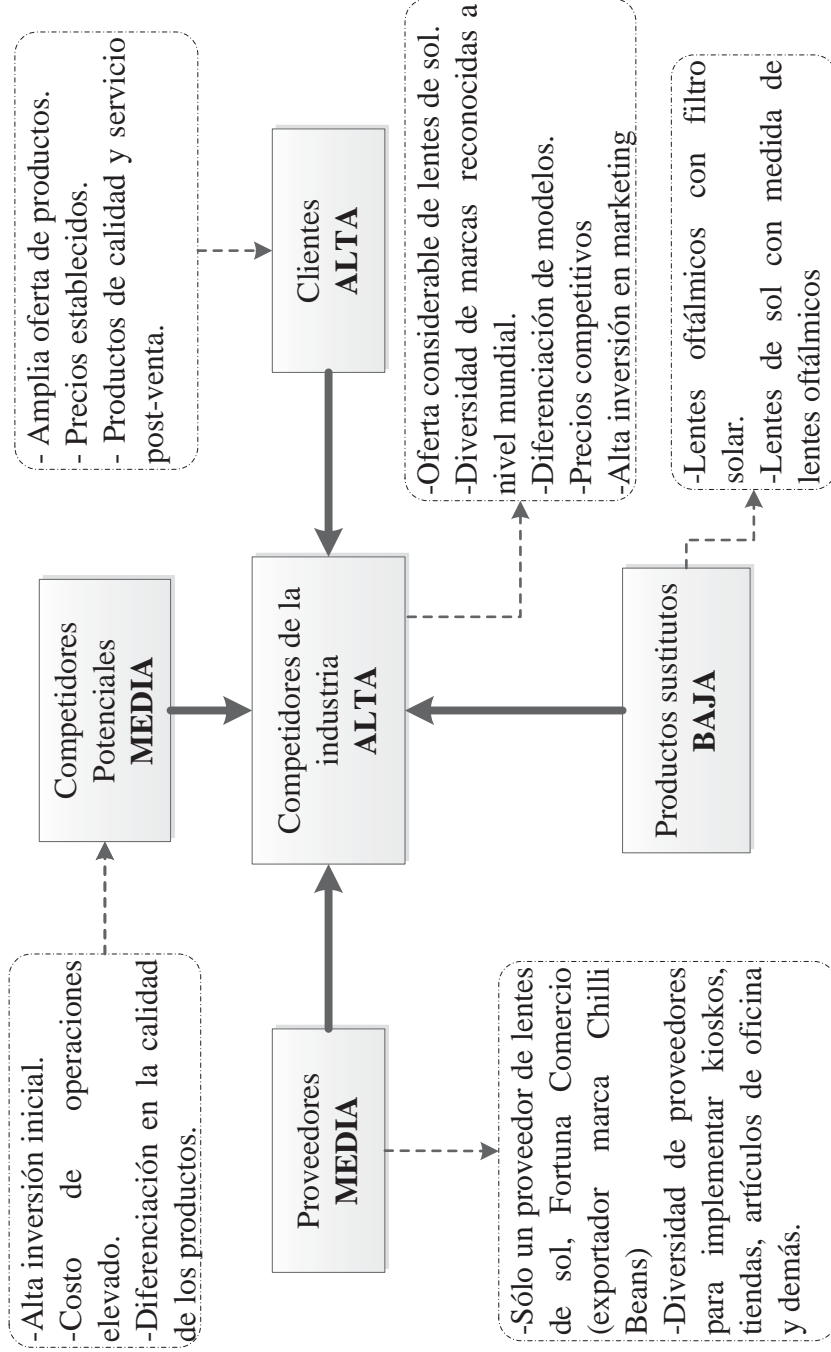 -Alta inversión inicial.
-Costo de operaciones
elevado.
-Diferenciación en la calidad
de los productos.
Competidores
Potenciales
MEDIA
- Amplia oferta de productos.
- Precios establecidos.
- Productos de calidad y servicio
post-venta.
Proveedores
MEDIA
Competidores de la
industria
ALTA
Clientes
ALTA
-Sólo un proveedor de lentes
de sol, Fortuna Comercio
(exportador marca Chilli
Beans)
-Diversidad de proveedores
para implementar kioskos,
tiendas, artículos de oficina
y demás.
Productos sustitutos
BAJA
-Oferta considerable de lentes de sol.
-Diversidad de marcas reconocidas a
nivel mundial.
-Diferenciación de modelos.
-Precios competitivos
-Alta inversión en marketing
-Lentes oftálmicos con filtro
solar.
-Lentes de sol con medida de
lentes oftálmicos